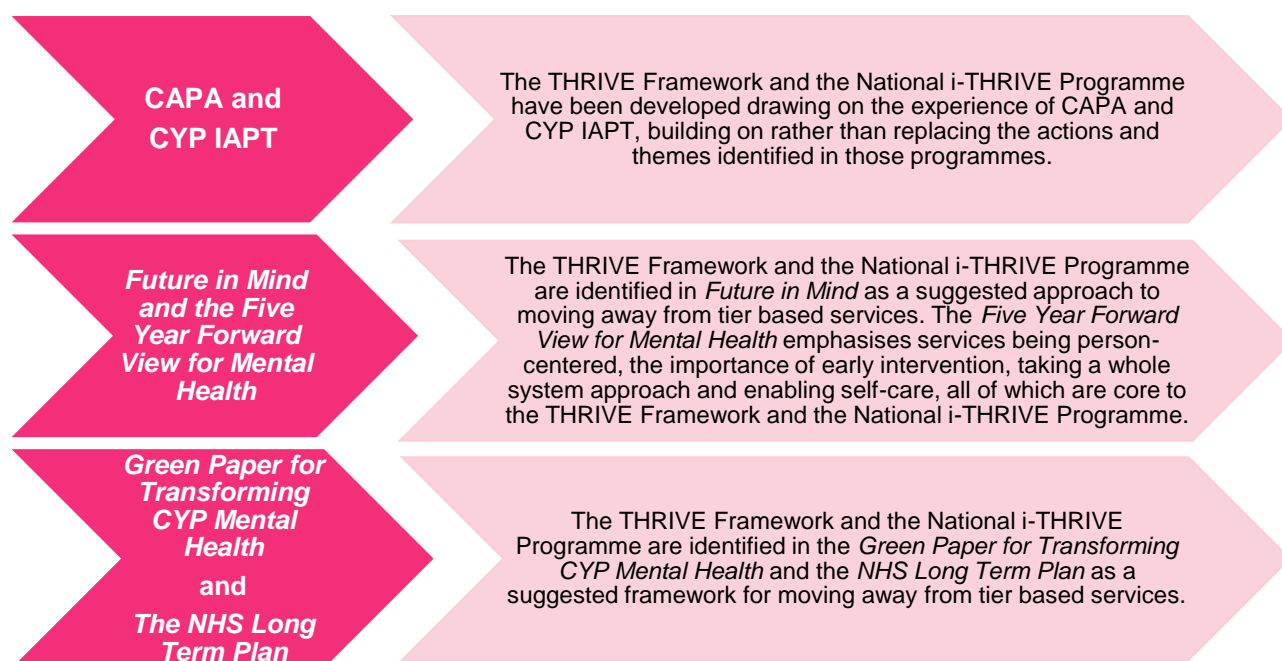 CAPA and
CYP IAPT
The THRIVE Framework and the National i-THRIVE Programme
have been developed drawing on the experience of CAPA and
CYP IAPT, building on rather than replacing the actions and
themes identified in those programmes.
Future in Mind
and the Five
Year Forward
View for Mental
Health
The THRIVE Framework and the National i-THRIVE Programme
are identified in Future in Mind as a suggested approach to
moving away from tier based services. The Five Year Forward
View for Mental Health emphasises services being person-
centered, the importance of early intervention, taking a whole
system approach and enabling self-care, all of which are core to
the THRIVE Framework and the National i-THRIVE Programme.
Green Paper for
Transforming
CYP Mental
Health
and
The NHS Long
Term Plan
The THRIVE Framework and the National i-THRIVE
Programme are identified in the Green Paper for Transforming
CYP Mental Health and the NHS Long Term Plan as a
suggested framework for moving away from tier based services.